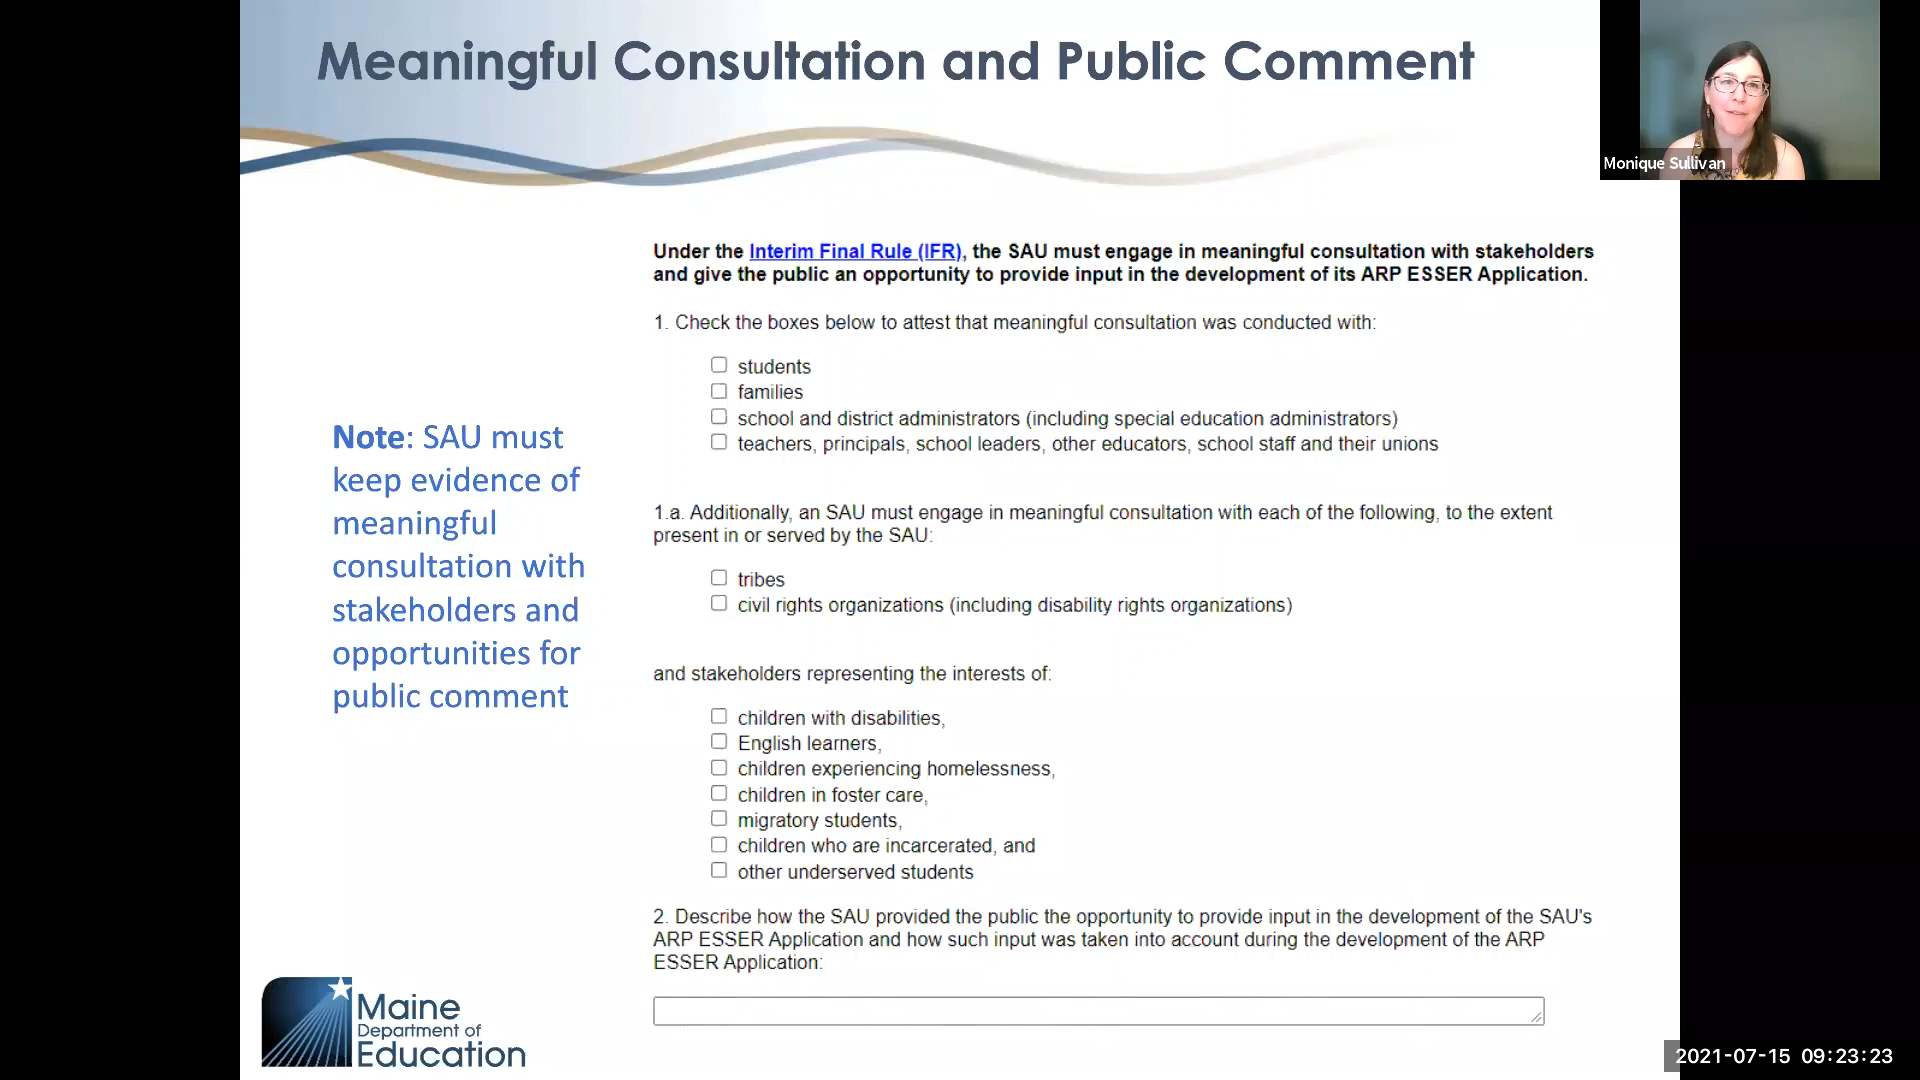 Meaningful Consultation and Public Comment
Monique Sullivan
Under the Interim Final Rule (IFR), the SAU must engage in meaningful consultation with stakeholders
and give the public an opportunity to provide input in the development of its ARP ESSER Application.
1. Check the boxes below to attest that meaningful consultation was conducted with:
students
families
school and district administrators (including special education administrators)
teachers, principals, school leaders, other educators, school staff and their unions
Note: SAU must
keep evidence of
meaningful
consultation with
stakeholders and
opportunities for
public comment
1.a. Additionally, an SAU must engage in meaningful consultation with each of the following, to the extent
present in or served by the SAU:
tribes
civil rights organizations (including disability rights organizations)
and stakeholders representing the interests of:
children with disabilities,
English learners,
children experiencing homelessness,
children in foster care,
migratory students,
children who are incarcerated, and
other underserved students
2. Describe how the SAU provided the public the opportunity to provide input in the development of the SAU's
ARP ESSER Application and how such input was taken into account during the development of the ARP
ESSER Application:
Maine
Department of
Education
2021-07-15 09:23:23